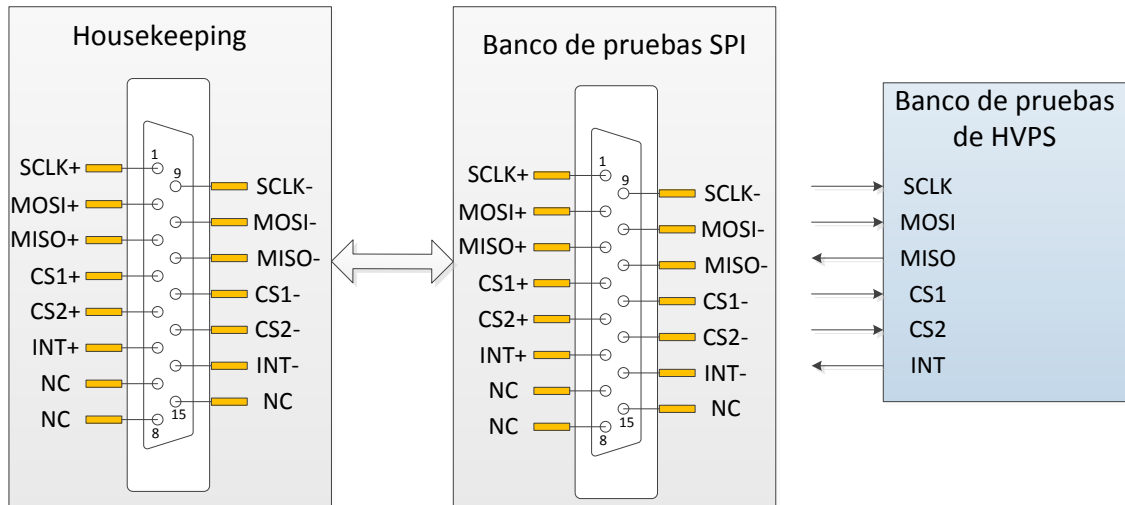 Housekeeping
1
9
SCLK+
SCLK-
MOSI+
MOSI-
MISO+
MISO-
CS1+
CS1-
CS2+
CS2-
INT+
INT-
NC
NC
15
NC
8
Banco de pruebas SPI
1
9
SCLK+
SCLK-
MOSI+
MOSI-
MISO+
MISO-
CS1+
CS1-
CS2+
CS2-
INT+
INT-
NC
NC
15
NC
8
Banco de pruebas
de HVPS
SCLK
MOSI
MISO
CS1
CS2
INT